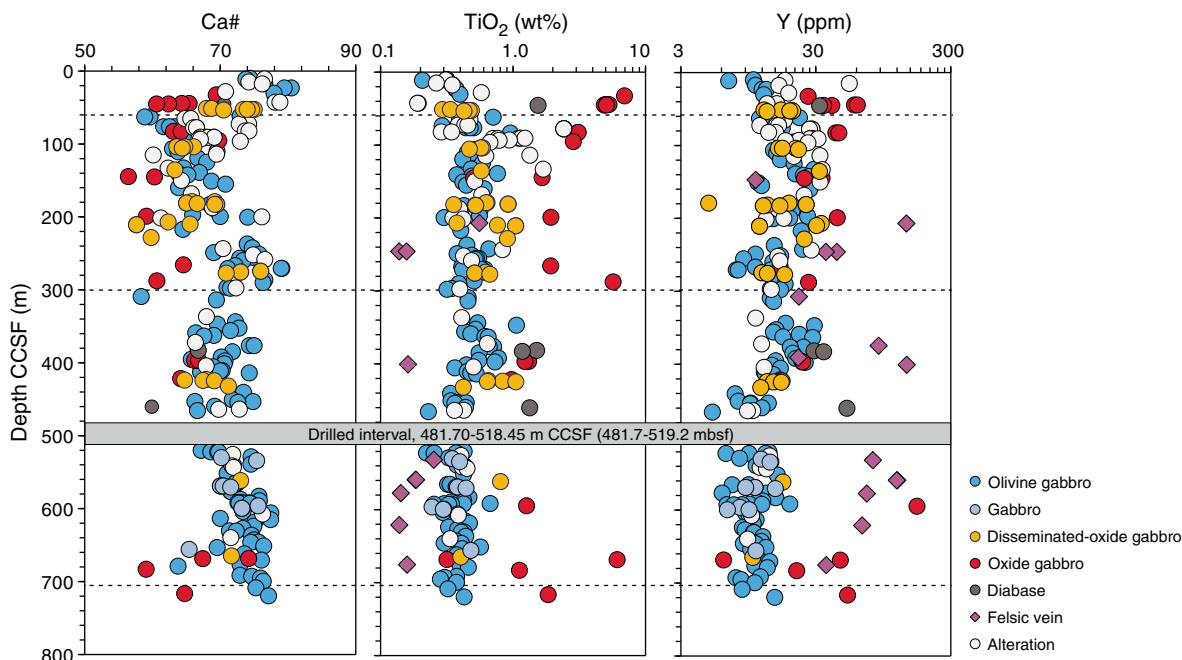 Ca#
TiO2 (wt%)
Y (ppm)
50 70 90
0.1 1.0 10
3 30 300
Depth CCSF (m)
0
100
200
300
400
500
600
700
800
Drilled interval, 481.70-518.45 m CCSF (481.7-519.2 mbsf)
Olivine gabbro
Gabbro
Disseminated-oxide gabbro
Oxide gabbro
Diabase
Felsic vein
Alteration